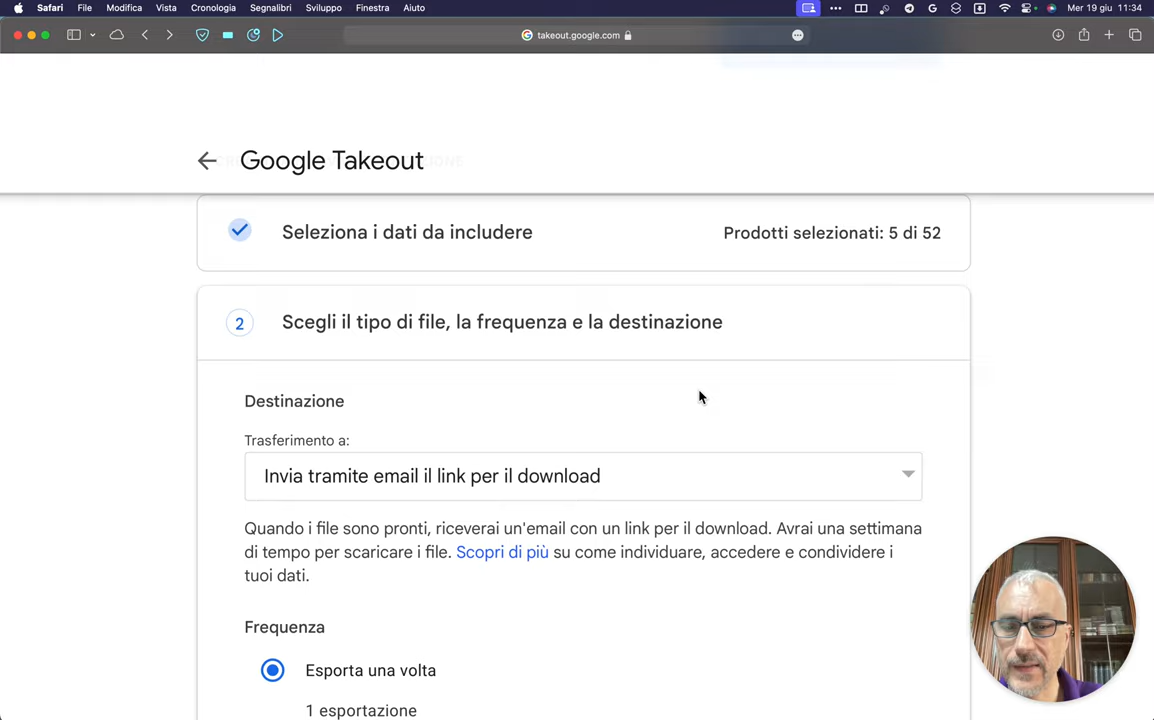 Safari File Modifica Vista Cronologia Segnalibri Sviluppo Finestra Aiuto Mer 19 giu 11:34
takeout.google.com
Google Takeout
Seleziona i dati da includere Prodotti selezionati: 5 di 52
2 Scegli il tipo di file, la frequenza e la destinazione
Destinazione
Trasferimento a:
Invia tramite email il link per il download
Quando i file sono pronti, riceverai un'email con un link per il download. Avrai una settimana
di tempo per scaricare i file. Scopri di più su come individuare, accedere e condividere i
tuoi dati.
Frequenza
Esporta una volta
1 esportazione